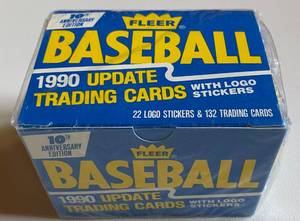 10TH
ANNIVERSARY
EDITION
FLEER®
BASEBALL
1990 UPDATE
TRADING CARDS
WITH LOGO
STICKERS
22 LOGO STICKERS & 132 TRADING CARDS
10TH
ANNIVERSARY
EDITION
FLEER
BASEBALL
1990 UPDATE
TRADING CARDS
WITH LOGO
STICKERS